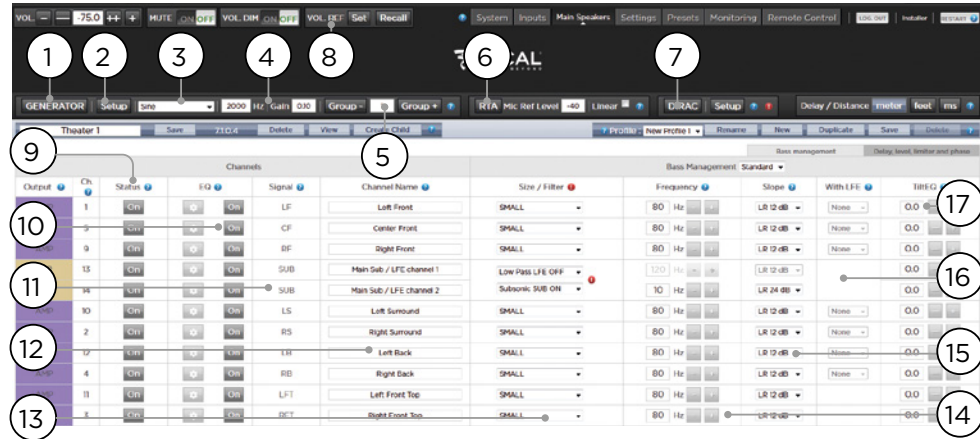 VOL. -75.0 ++ + MUTE ON OFF VOL. DIM ON OFF VOL. REF Set Recall System Inputs Main Speakers Settings Presets Monitoring Remote Control LOG OUT Installer RESTART
1 2 3 4 8 6 7
GENERATOR Setup Sine 2000 Hz Gain 0.10 Group - Group + RTA Mic Ref Level -40 Linear DIRAC Setup Delay / Distance meter feet ms
5
Theater 1 Save 7.1.0.4 Delete View Create Child Profile: New Profile 1 Rename New Duplicate Save Delete
9
Bass management Delay, level, limiter and phase
Channels Bass Management Standard
Output Ch. Status EQ Signal Channel Name Size / Filter Frequency Slope With LFE TiltEQ
1 On On LF Left Front SMALL 80 Hz LR 12 dB None 0.0 17
10 On On CF Center Front SMALL 80 Hz LR 12 dB None 0.0
9 On On RF Right Front SMALL 80 Hz LR 12 dB None 0.0
13 On On SUB Main Sub / LFE channel 1 Low Pass LFE OFF 120 Hz - + LR 12 dB 0.0
16
11 14 On On SUB Main Sub / LFE channel 2 Subsonic SUB ON 10 Hz LR 24 dB 0.0
AMP 10 On On LS Left Surround SMALL 80 Hz LR 12 dB None 0.0
2 On On RS Right Surround SMALL 80 Hz LR 12 dB None 0.0
12 12 On On LB Left Back SMALL 80 Hz LR 12 dB None 0.0 15
AMP 4 On On RB Right Back SMALL 80 Hz LR 12 dB None 0.0
11 On On LFT Left Front Top SMALL 80 Hz LR 12 dB 0.0
13 3 On On RFT Right Front Top SMALL 80 Hz LR 12 dB 0.0 14